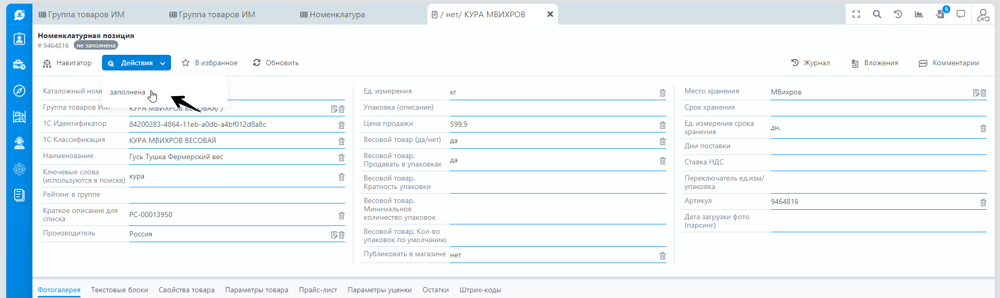 Группа товаров ИМ
Группа товаров ИМ
Номенклатура
/ нет/ КУРА МВИХРОВ
9
Номенклатурная позиция
# 9464816 не заполнена
Навигатор
Действия
В избранное
Обновить
Журнал
Вложения
Комментарии
заполнена
Каталожный
Группа товаров ИМ КУРА МВИХРОВ ВЕСОВАЯ/ /
1С Идентификатор 84200283-4864-11eb-a0db-a4bf012d8a8c
1С Классификация КУРА МВИХРОВ ВЕСОВАЯ
Наименование Гусь Тушка Фермерский вес
Ключевые слова
(используются в поиске) кура
Рейтинг в группе
Краткое описание для
списка РС-00013950
Производитель Россия
Ед. измерения кг
Упаковка (описание)
Цена продажи 599,9
Весовой товар (да/нет) да
Весовой товар.
Продавать в упаковках да
Весовой товар.
Кратность упаковки
Весовой товар.
Минимальное
количество упаковок
Весовой товар. Кол-во
упаковок по умолчанию
Публиковать в магазине нет
Место хранения МВихров
Срок хранения
Ед. измерения срока
хранения дн.
Дни поставки
Ставка НДС
Переключатель ед.изм/
упаковка
Артикул 9464816
Дата загрузки фото
(парсинг)
Фотогалерея
Текстовые блоки
Свойства товара
Параметры товара
Прайс-лист
Параметры уценки
Остатки
Штрих-коды